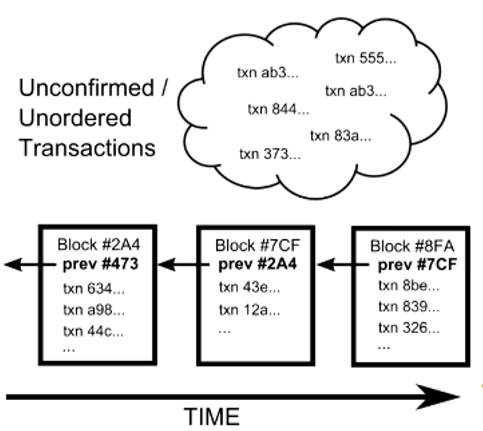 Unconfirmed /
Unordered
Transactions
txn 555...
txn ab3...
txn ab3...
txn 844...
txn 83a...
txn 373...
Block #2A4
prev #473
txn 634...
txn a98...
txn 44c...
...
Block #7CF
prev #2A4
txn 43e...
txn 12a...
...
Block #8FA
prev #7CF
txn 8be...
txn 839...
txn 326...
...
TIME